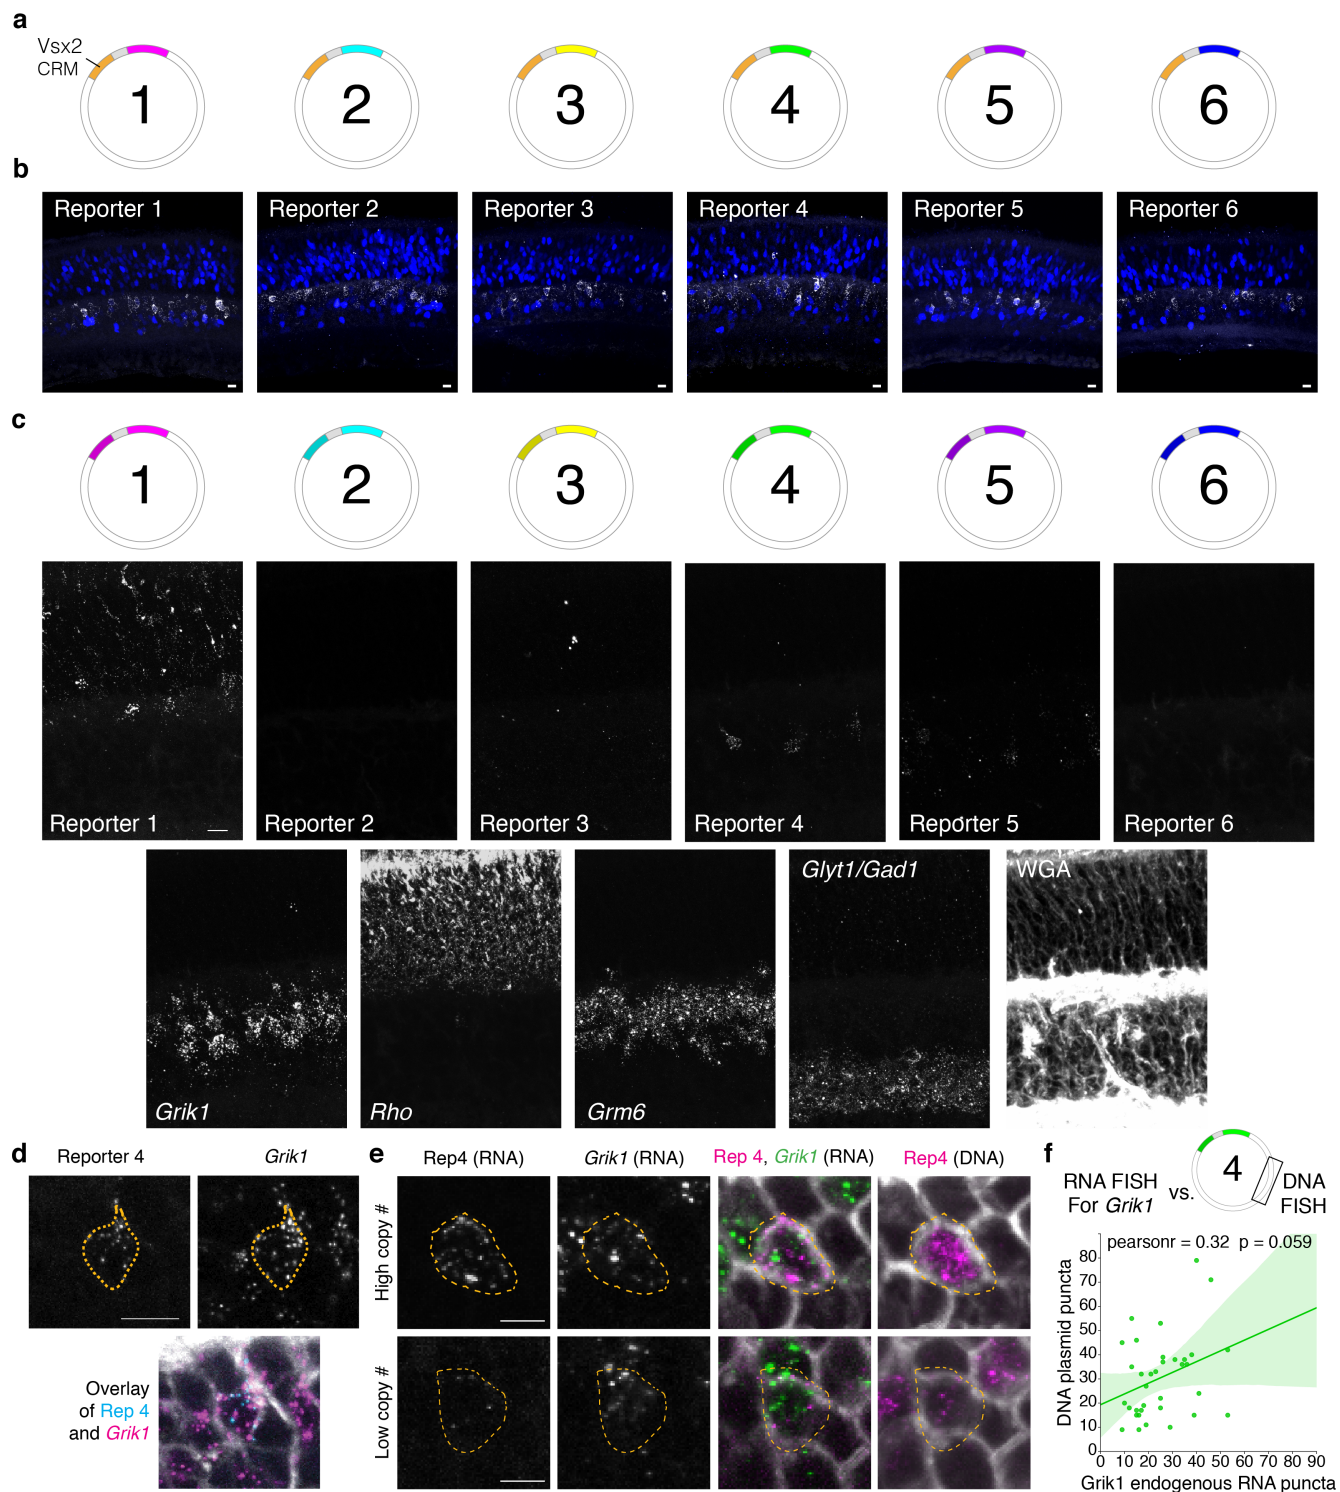 a
Vsx2
CRM
1
2
3
4
5
6
b
Reporter 1
Reporter 2
Reporter 3
Reporter 4
Reporter 5
Reporter 6
c
1
2
3
4
5
6
Reporter 1
Reporter 2
Reporter 3
Reporter 4
Reporter 5
Reporter 6
Grik1
Rho
Grm6
Glyt1/Gad1
WGA
d
Reporter 4
Grik1
Overlay
of Rep 4
and Grik1
e
Rep4 (RNA)
Grik1 (RNA)
Rep 4, Grik1 (RNA)
Rep4 (DNA)
High copy #
Low copy #
f
RNA FISH
For Grik1
vs.
4
DNA
FISH
pearsonr = 0.32 p = 0.059
DNA plasmid puncta
80
70
60
50
40
30
20
10
0
0 10 20 30 40 50 60 70 80 90
Grik1 endogenous RNA puncta